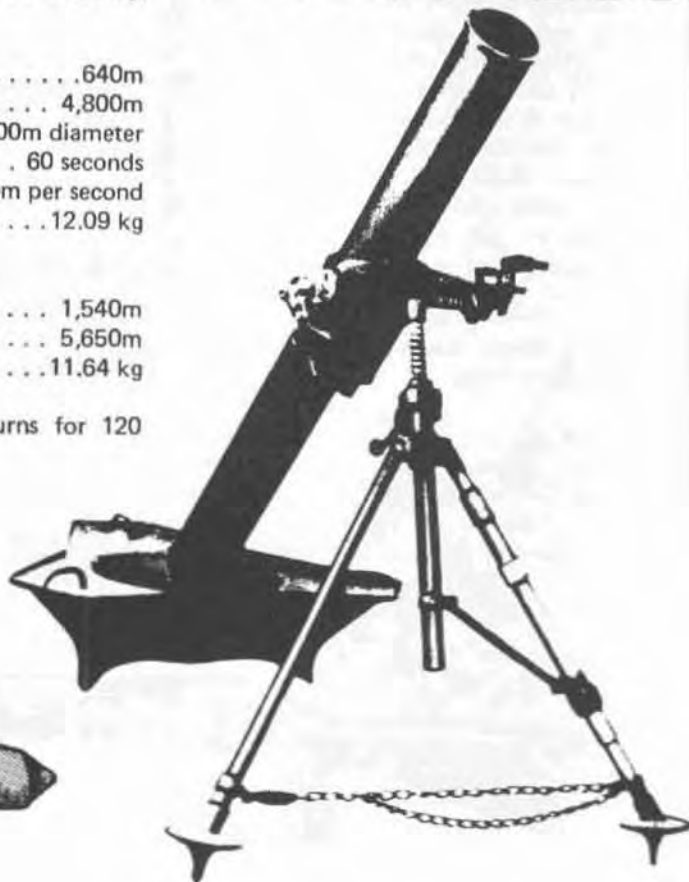 . . . . .640m
. . . 4,800m
00m diameter
. 60 seconds
m per second
. . .12.09 kg
. . . 1,540m
. . . 5,650m
. . .11.64 kg
urns for 120